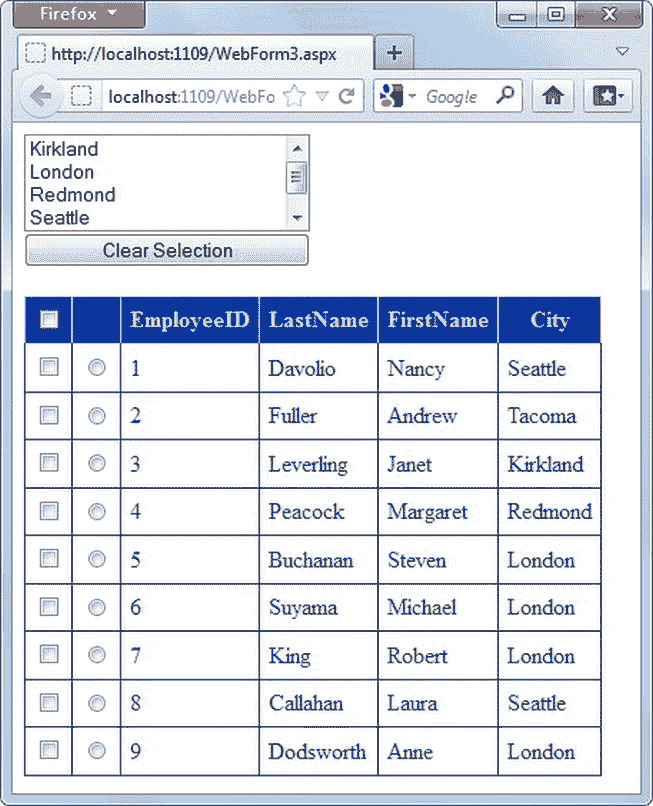 Firefox
http://localhost:1109/WebForm3.aspx
localhost:1109/WebFo
Google
Kirkland
London
Redmond
Seattle
Clear Selection
EmployeeID LastName FirstName City
1 Davolio Nancy Seattle
2 Fuller Andrew Tacoma
3 Leverling Janet Kirkland
4 Peacock Margaret Redmond
5 Buchanan Steven London
6 Suyama Michael London
7 King Robert London
8 Callahan Laura Seattle
9 Dodsworth Anne London